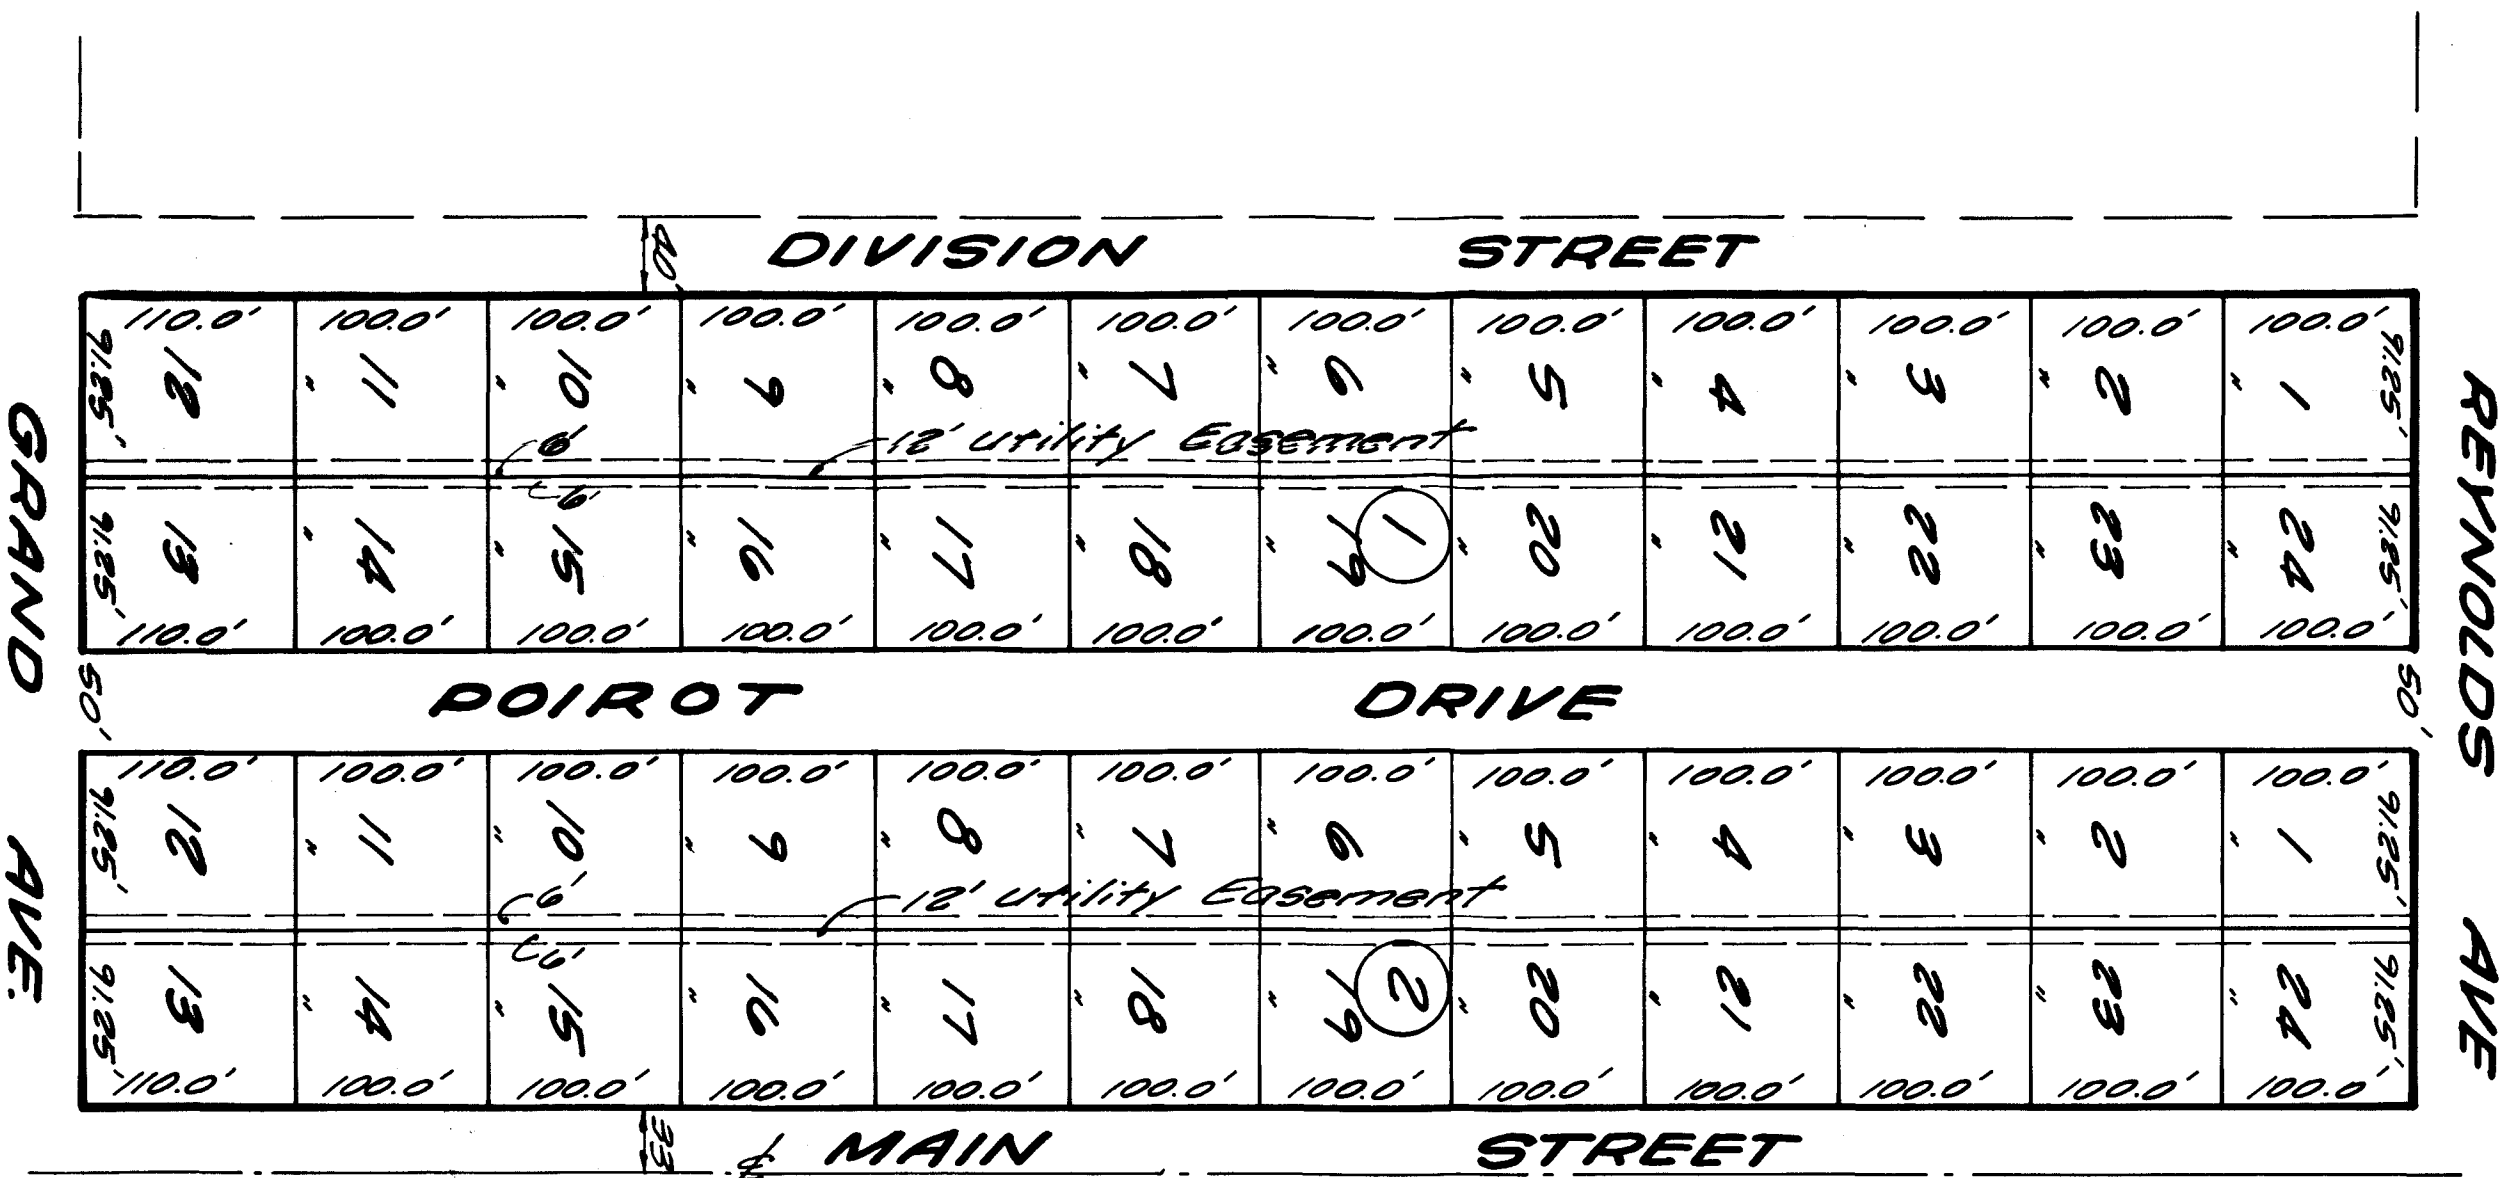 DIVISION STREET
40
110.0' 100.0' 100.0' 100.0' 100.0' 100.0' 100.0' 100.0' 100.0' 100.0' 100.0' 100.0'
91.25' 12 " 11 " 10 " 9 " 8 " 7 " 6 " 5 " 4 " 3 " 2 " 1 91.25'
6' 12' Utility Easement
6'
91.25' 13 " 14 " 15 " 16 " 17 " 18 " 19 1 " 20 " 21 " 22 " 23 " 24 91.25'
110.0' 100.0' 100.0' 100.0' 100.0' 100.0' 100.0' 100.0' 100.0' 100.0' 100.0' 100.0'
50' POIROT DRIVE 50'
110.0' 100.0' 100.0' 100.0' 100.0' 100.0' 100.0' 100.0' 100.0' 100.0' 100.0' 100.0'
91.25' 12 " 11 " 10 " 9 " 8 " 7 " 6 " 5 " 4 " 3 " 2 " 1 91.25'
6' 12' Utility Easement
6'
91.25' 13 " 14 " 15 " 16 " 17 " 18 " 19 2 " 20 " 21 " 22 " 23 " 24 91.25'
110.0' 100.0' 100.0' 100.0' 100.0' 100.0' 100.0' 100.0' 100.0' 100.0' 100.0' 100.0'
33
MAIN STREET
GRAND AVE.
REYNOLDS AVE